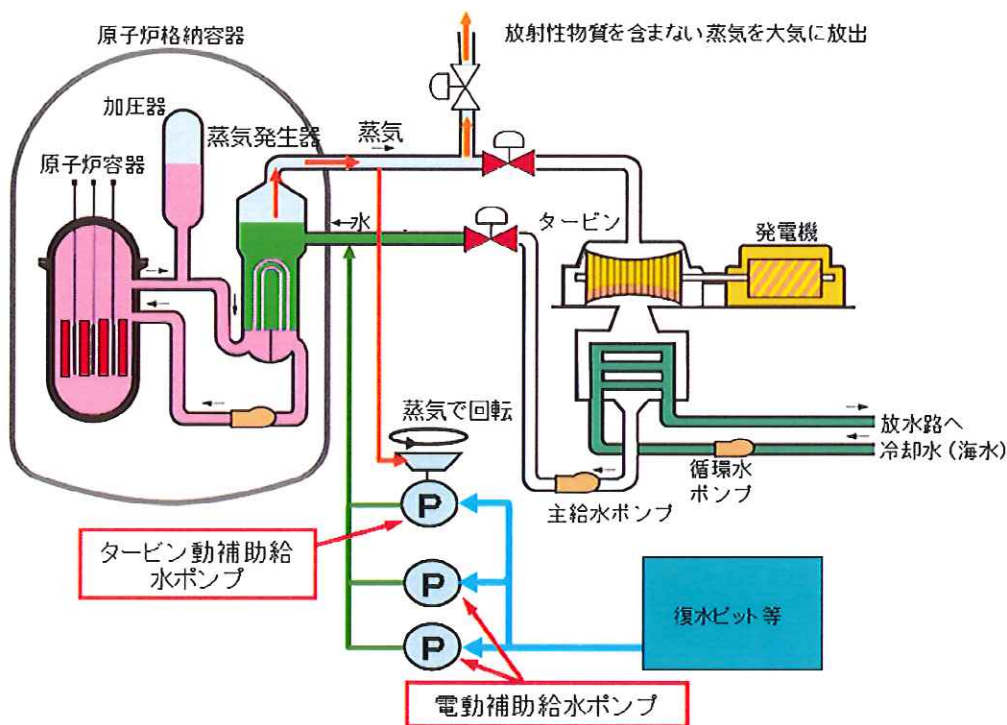 放射性物質を含まない蒸気を大気に放出
原子炉格納容器
加圧器
蒸気発生器
蒸気
原子炉容器
水
タービン
発電機
蒸気で回転
放水路へ
冷却水(海水)
循環水
ポンプ
主給水ポンプ
P
タービン動補助給
水ポンプ
P
復水ピット等
P
電動補助給水ポンプ